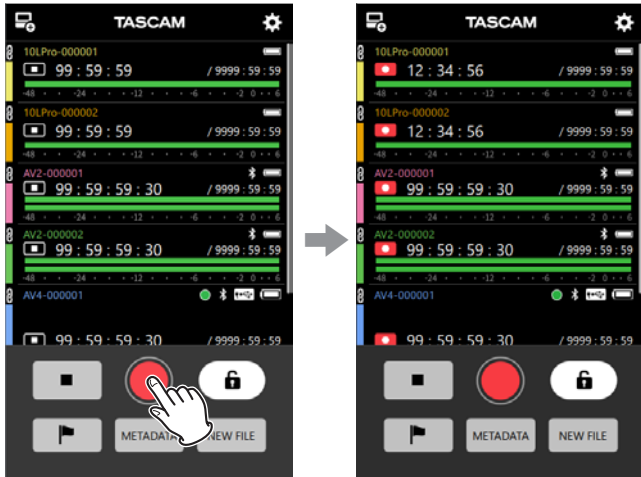 TASCAM
10LPro-000001
99 : 59 : 59 / 9999 : 59 : 59
-48 -24 -12 -6 -2 0 6
10LPro-000002
99 : 59 : 59 / 9999 : 59 : 59
-48 -24 -12 -6 -2 0 6
AV2-000001
99 : 59 : 59 : 30 / 9999 : 59 : 59
-48 -24 -12 -6 -2 0 6
AV2-000002
99 : 59 : 59 : 30 / 9999 : 59 : 59
-48 -24 -12 -6 -2 0 6
AV4-000001
99 : 59 : 59 : 30 / 9999 : 59 : 59
METADATA NEW FILE
TASCAM
10LPro-000001
12 : 34 : 56 / 9999 : 59 : 59
-48 -24 -12 -6 -2 0 6
10LPro-000002
12 : 34 : 56 / 9999 : 59 : 59
-48 -24 -12 -6 -2 0 6
AV2-000001
99 : 59 : 59 : 30 / 9999 : 59 : 59
-48 -24 -12 -6 -2 0 6
AV2-000002
99 : 59 : 59 : 30 / 9999 : 59 : 59
-48 -24 -12 -6 -2 0 6
AV4-000001
99 : 59 : 59 : 30 / 9999 : 59 : 59
METADATA NEW FILE